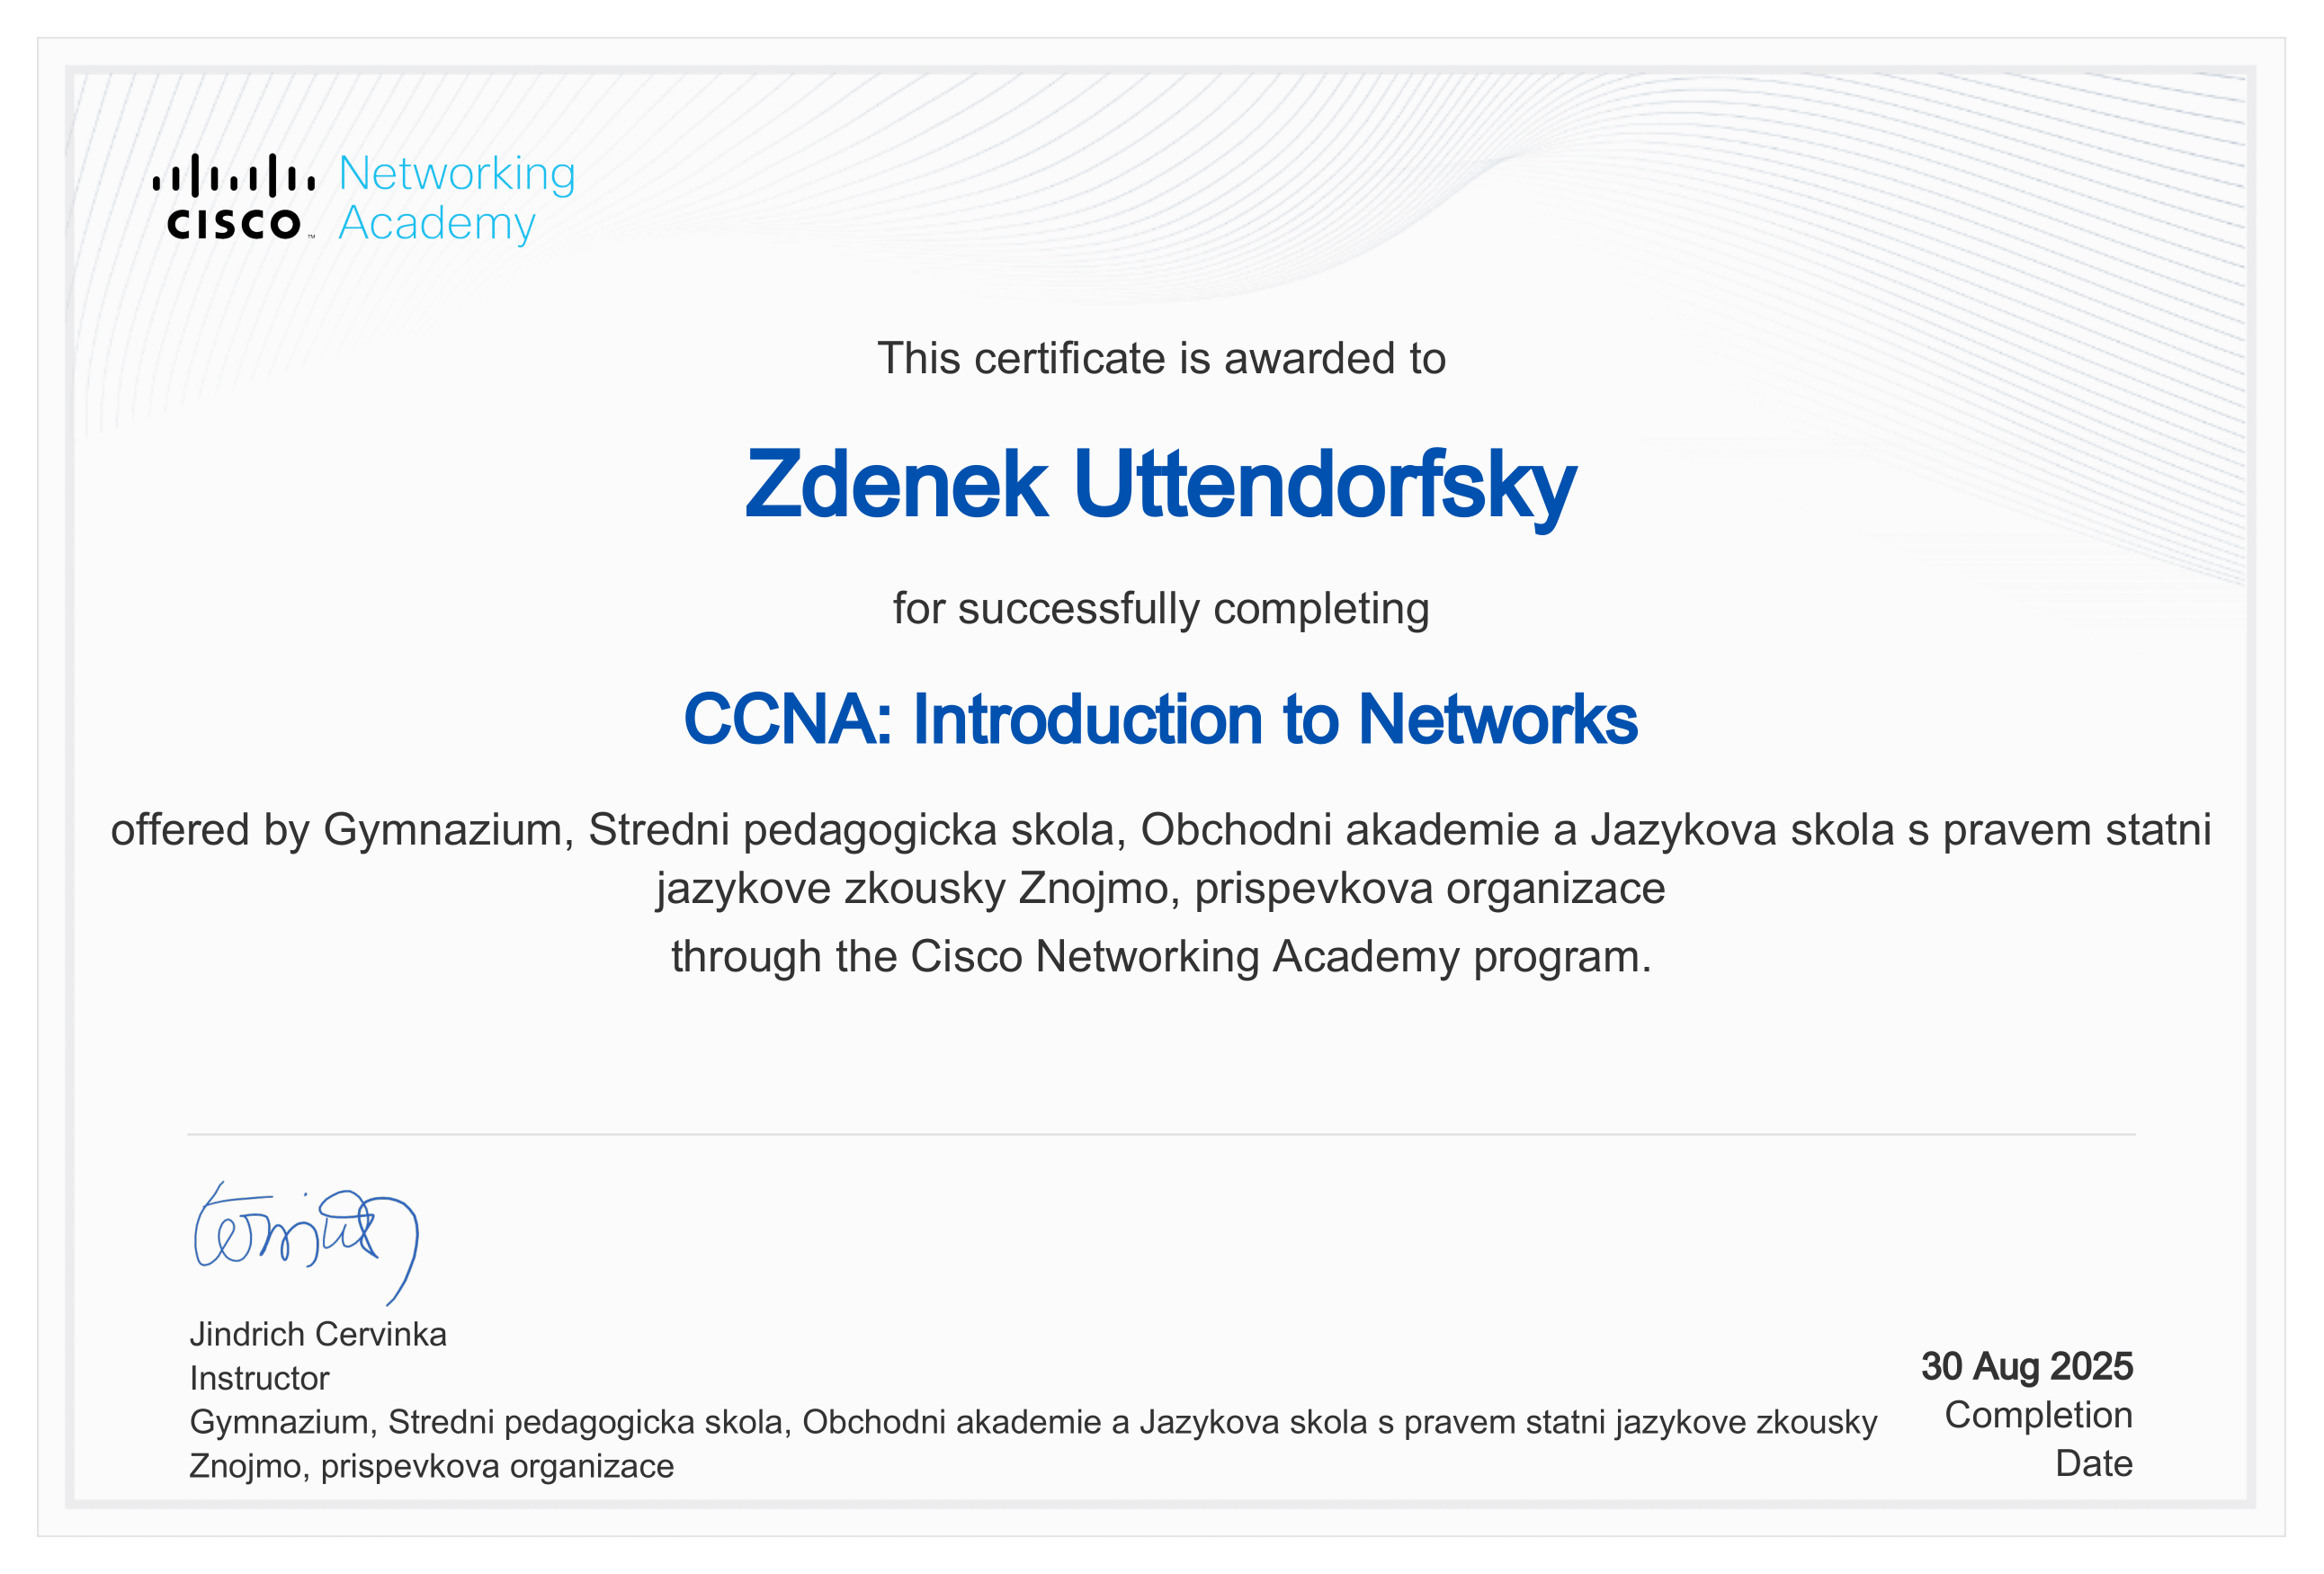 Networking
Academy
CISCO™
This certificate is awarded to
Zdenek Uttendorfsky
for successfully completing
CCNA: Introduction to Networks
offered by Gymnazium, Stredni pedagogicka skola, Obchodni akademie a Jazykova skola s pravem statni
jazykove zkousky Znojmo, prispevkova organizace
through the Cisco Networking Academy program.
Jindrich Cervinka
Instructor
Gymnazium, Stredni pedagogicka skola, Obchodni akademie a Jazykova skola s pravem statni jazykove zkousky
Znojmo, prispevkova organizace
30 Aug 2025
Completion
Date